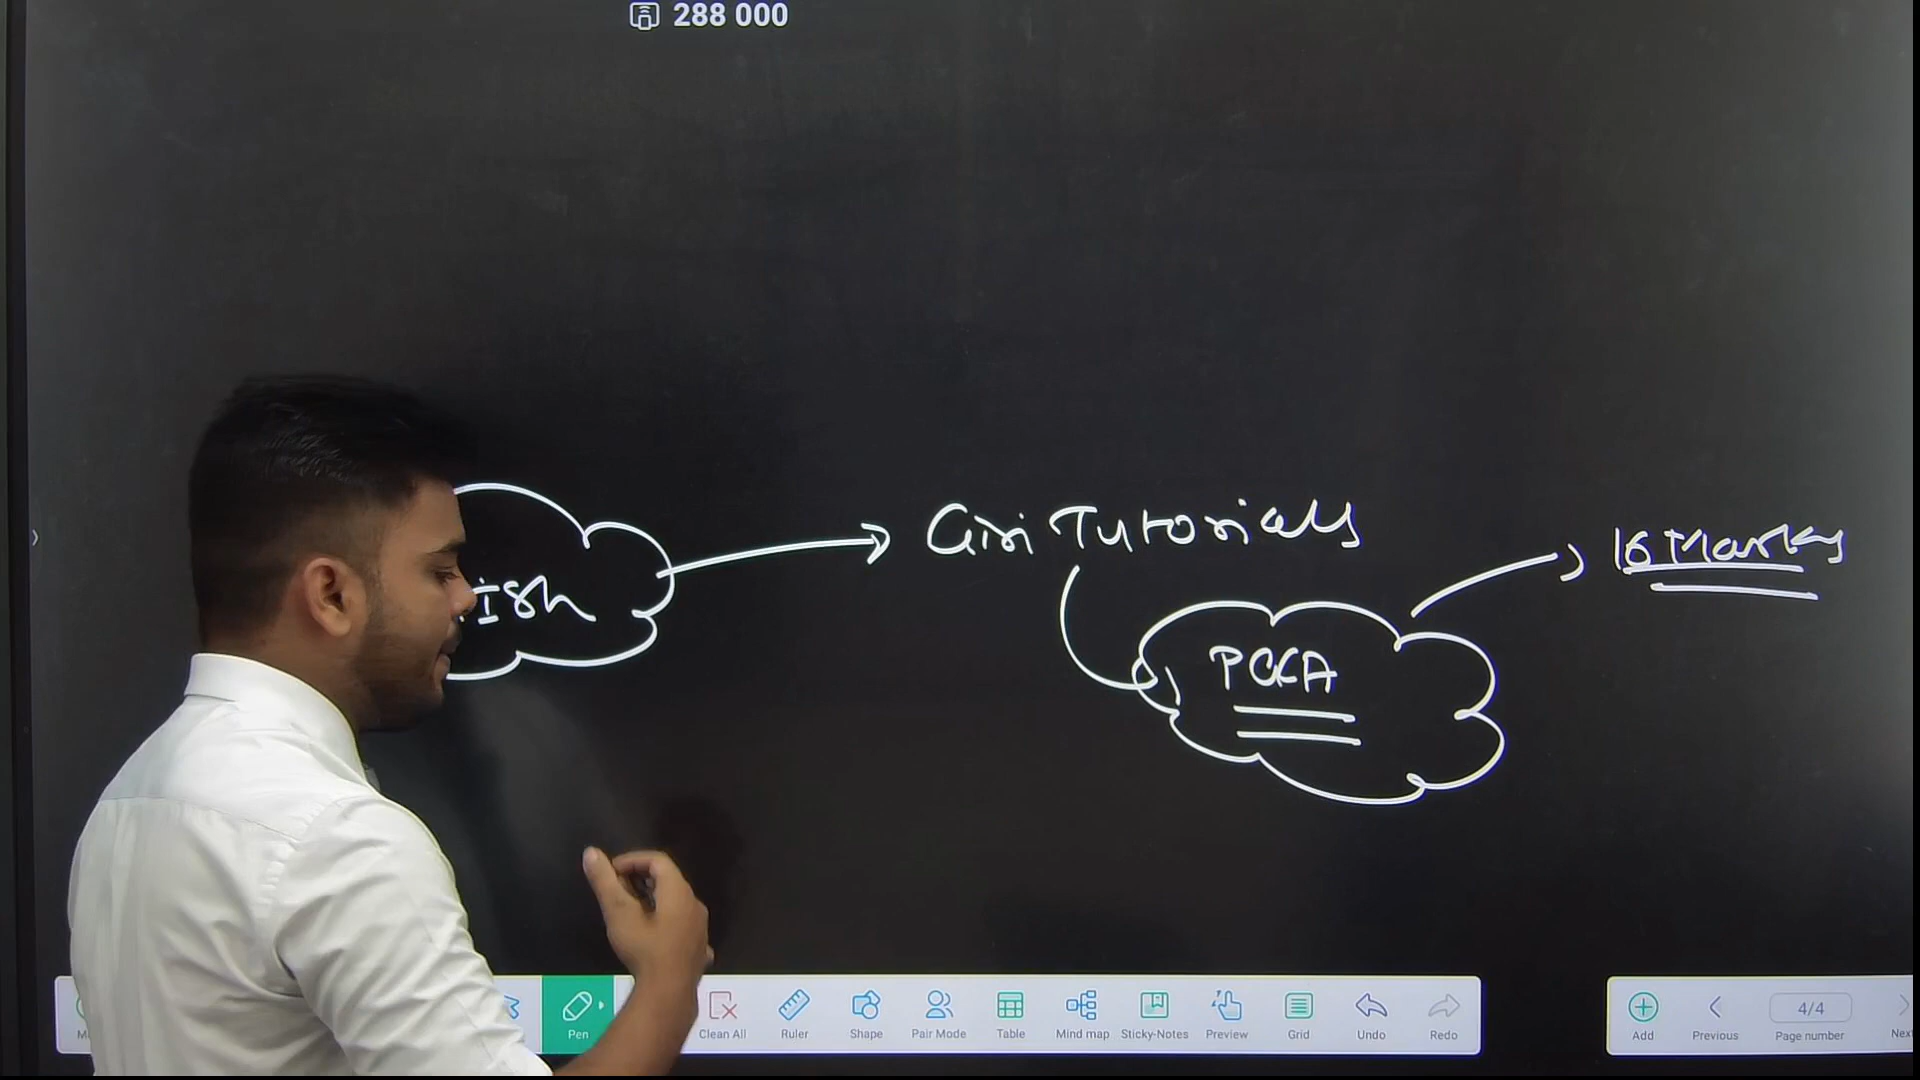 288 000
ish
Giri Tutorials
16 Marks
PCCA
Pen
Clean All
Ruler
Shape
Pair Mode
Table
Mind map
Sticky-Notes
Preview
Grid
Undo
Redo
Add
Previous
4/4
Page number
Next